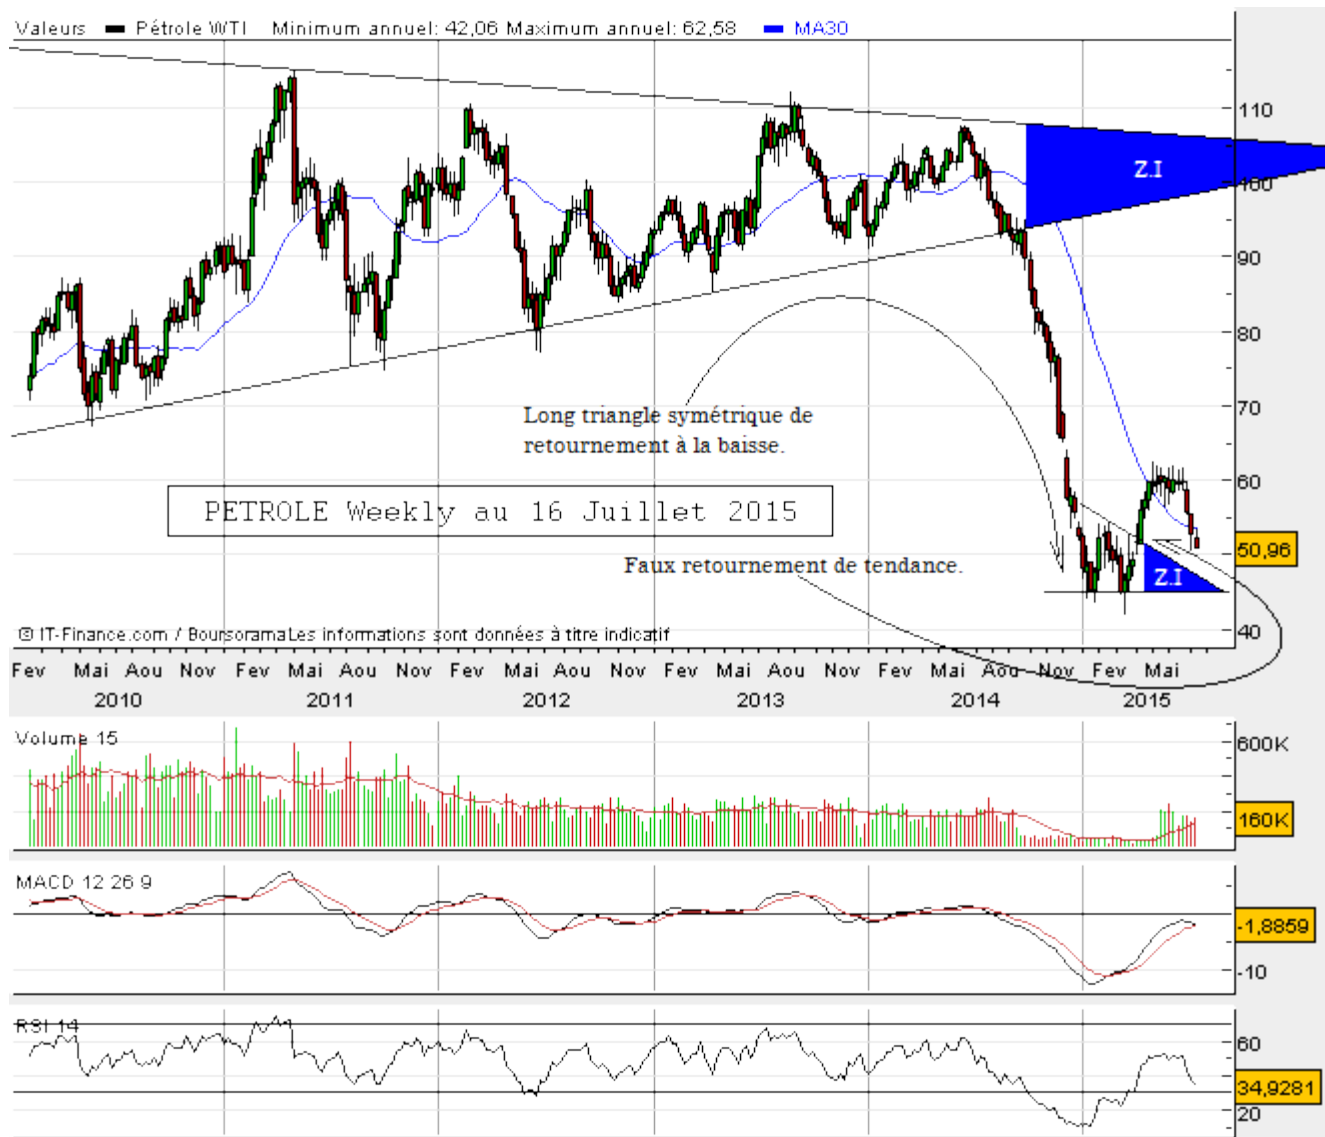 Valeurs Pétrole WTI Minimum annuel: 42,06 Maximum annuel: 62,58 MA30
110
Z.I
100
90
80
Long triangle symétrique de
retournement à la baisse.
70
60
PETROLE Weekly au 16 Juillet 2015
50,96
Faux retournement de tendance.
Z.I
© IT-Finance.com / Boursorama Les informations sont données à titre indicatif
40
Fev Mai Aou Nov Fev Mai Aou Nov Fev Mai Aou Nov Fev Mai Aou Nov Fev Mai Aou Nov Fev Mai
2010 2011 2012 2013 2014 2015
Volume 15
600K
160K
MACD 12 26 9
-1,8859
-10
RSI 14
60
34,9281
20